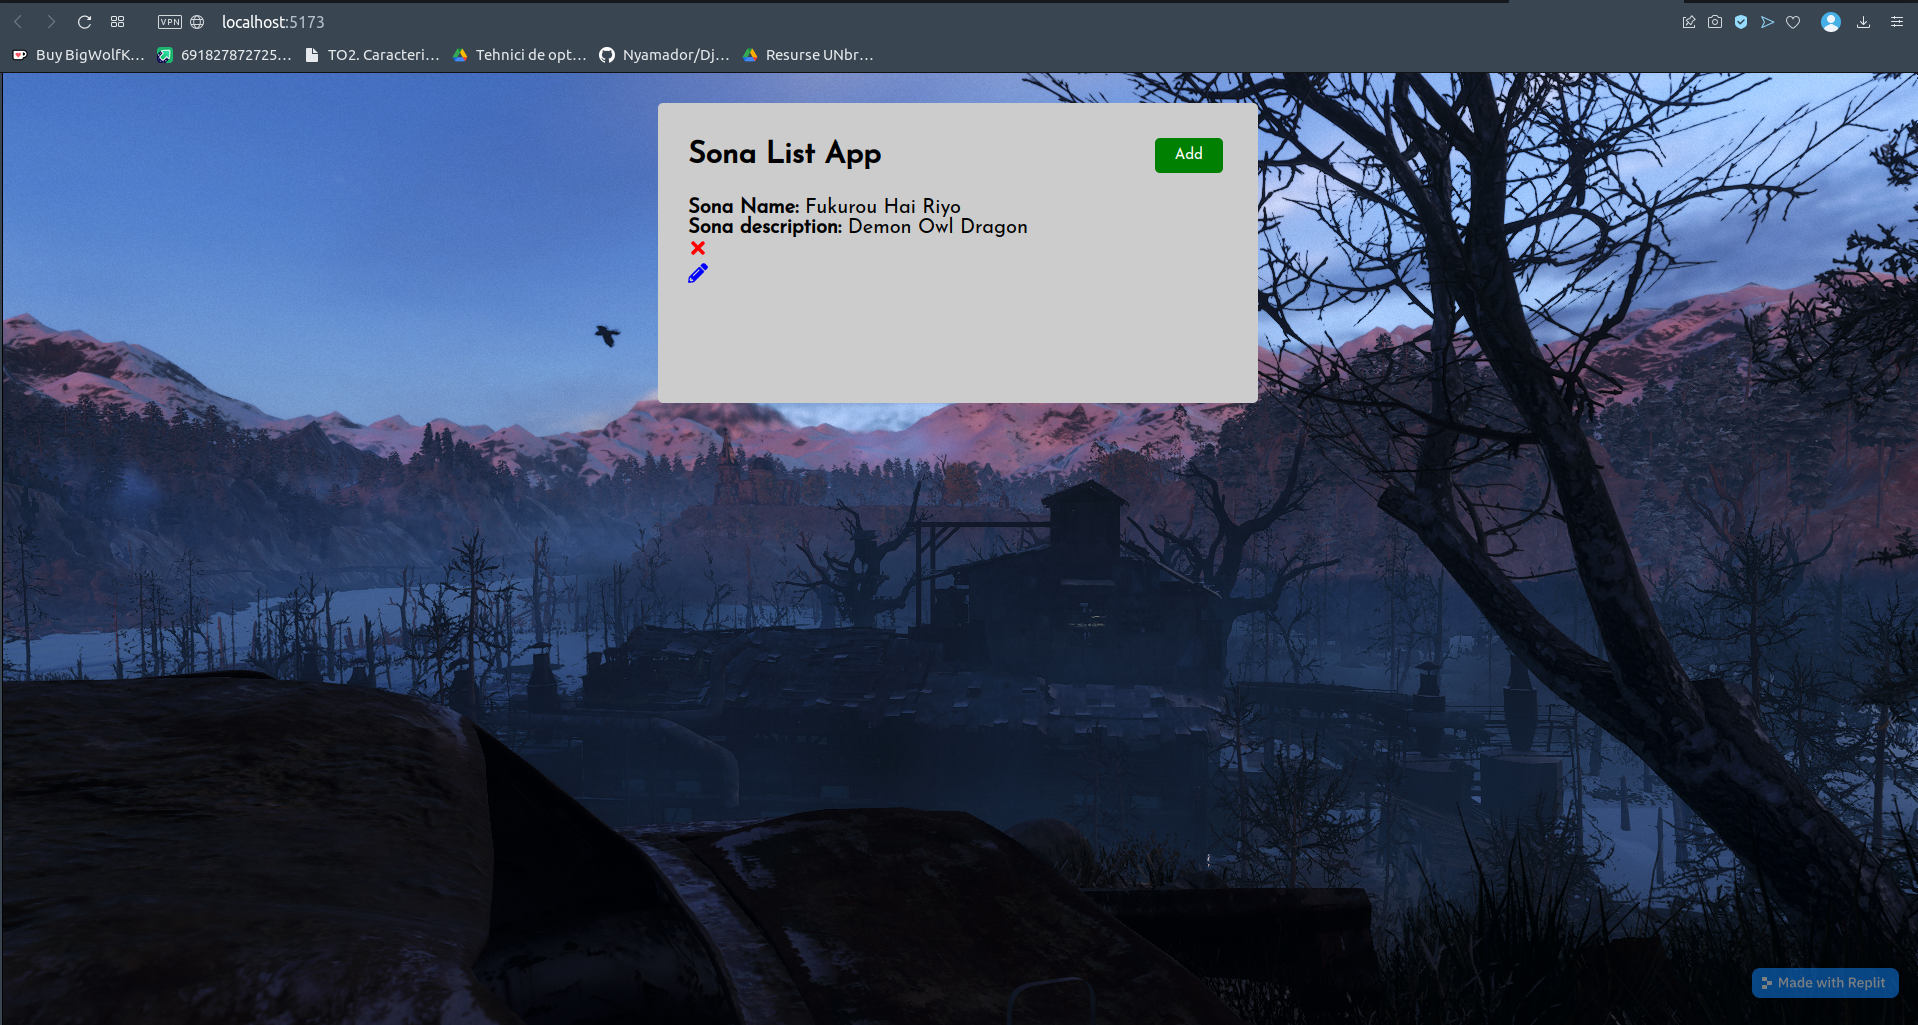 VPN localhost:5173
Buy BigWolfK... 691827872725... TO2. Caracteri... Tehnici de opt... Nyamador/Dj... Resurse UNbr...
Sona List App
Add
Sona Name: Fukurou Hai Riyo
Sona description: Demon Owl Dragon
Made with Replit